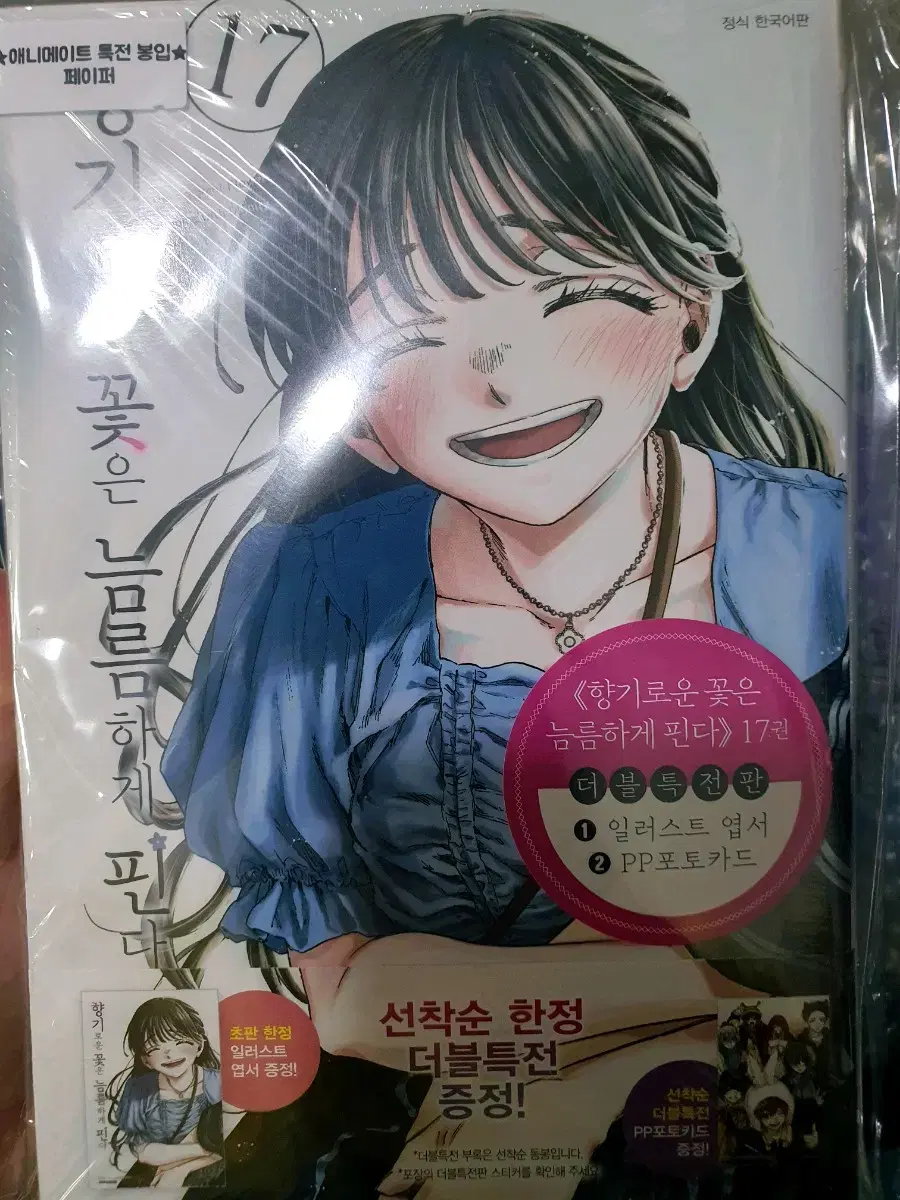 ★애니메이트 특전 봉입★
페이퍼
17
정식 한국어판
향기
꽃은
늠름하게
핀다
《향기로운 꽃은
늠름하게 핀다》 17권
더블특전판
❶ 일러스트 엽서
❷ PP포토카드
향기로운 꽃은 늠름하게 핀다
초판 한정
일러스트
엽서 증정!
선착순 한정
더블특전
증정!
선착순
더블특전
PP포토카드
증정!
*더블특전 부록은 선착순 동봉입니다.
*포장의 더블특전판 스티커를 확인해 주세요.